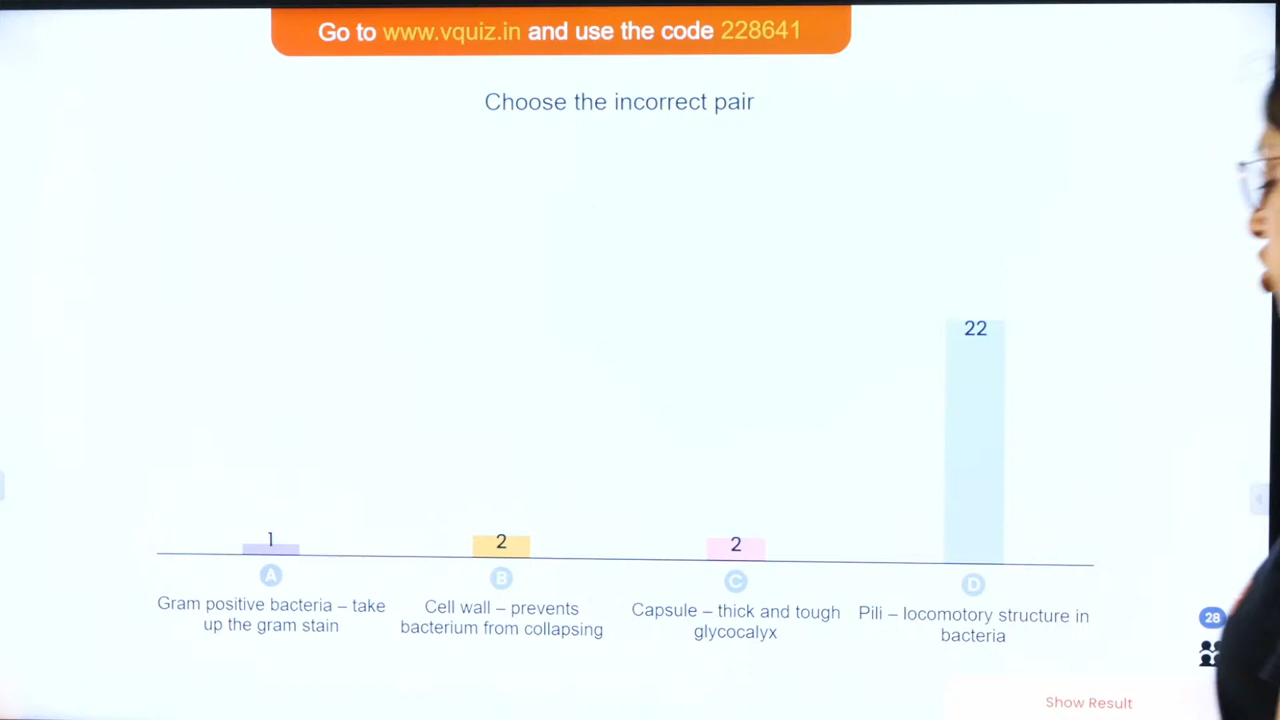 Go to www.vquiz.in and use the code 228641
Choose the incorrect pair
22
1
2
2
A
B
C
D
Gram positive bacteria – take
up the gram stain
Cell wall – prevents
bacterium from collapsing
Capsule – thick and tough
glycocalyx
Pili – locomotory structure in
bacteria
28
Show Result